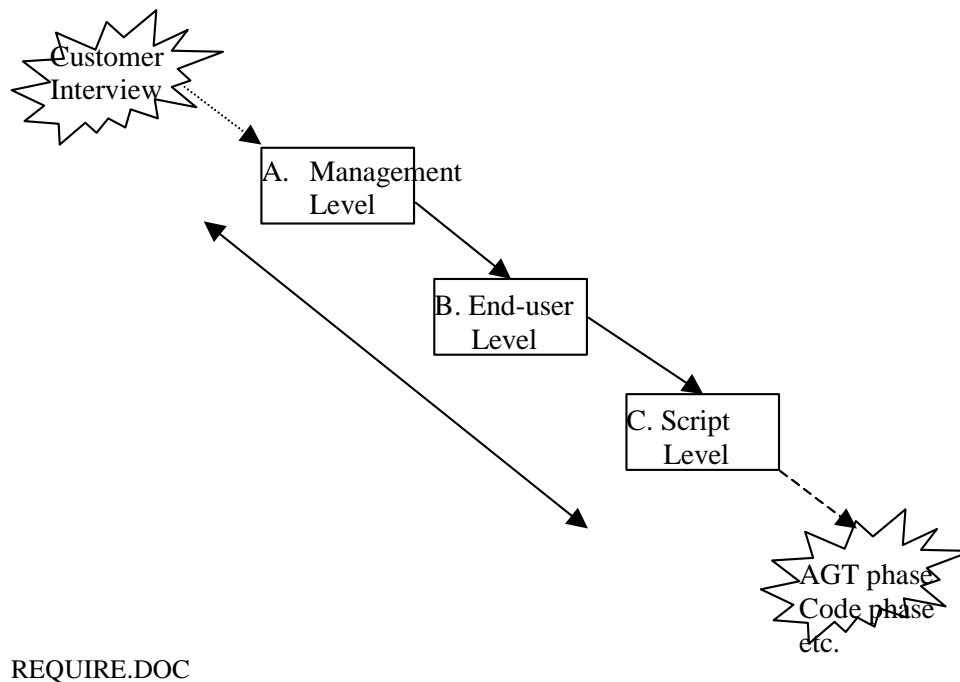 Customer
Interview
A. Management
Level
B. End-user
Level
C. Script
Level
AGT phase
Code phase
etc.
REQUIRE.DOC